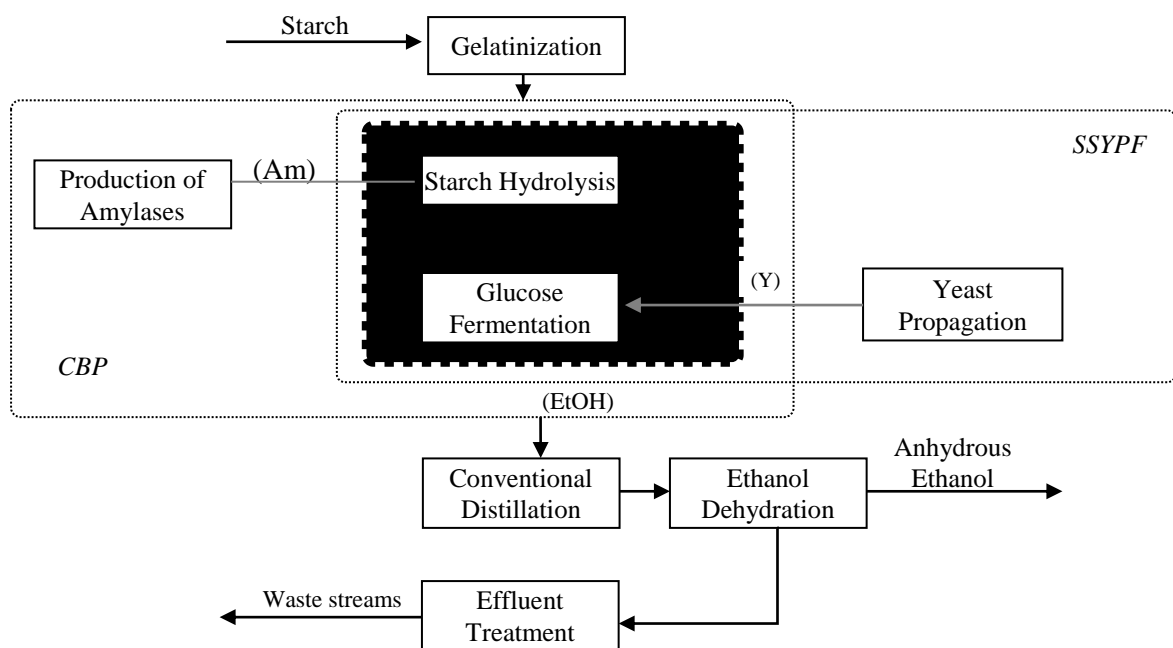 Starch
Gelatinization
SSYPF
Production of
Amylases
(Am)
Starch Hydrolysis
Glucose
Fermentation
(Y)
Yeast
Propagation
CBP
(EtOH)
Conventional
Distillation
Ethanol
Dehydration
Anhydrous
Ethanol
Waste streams
Effluent
Treatment